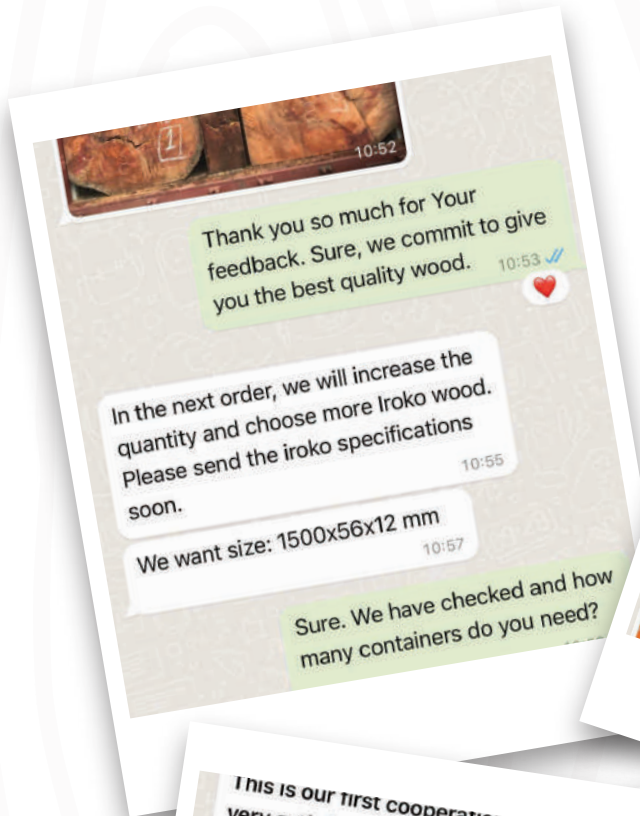 1
10:52
Thank you so much for Your
feedback. Sure, we commit to give
you the best quality wood.
10:53
In the next order, we will increase the
quantity and choose more Iroko wood.
Please send the iroko specifications
soon.
10:55
We want size: 1500x56x12 mm
10:57
Sure. We have checked and how
many containers do you need?
This is our first
very